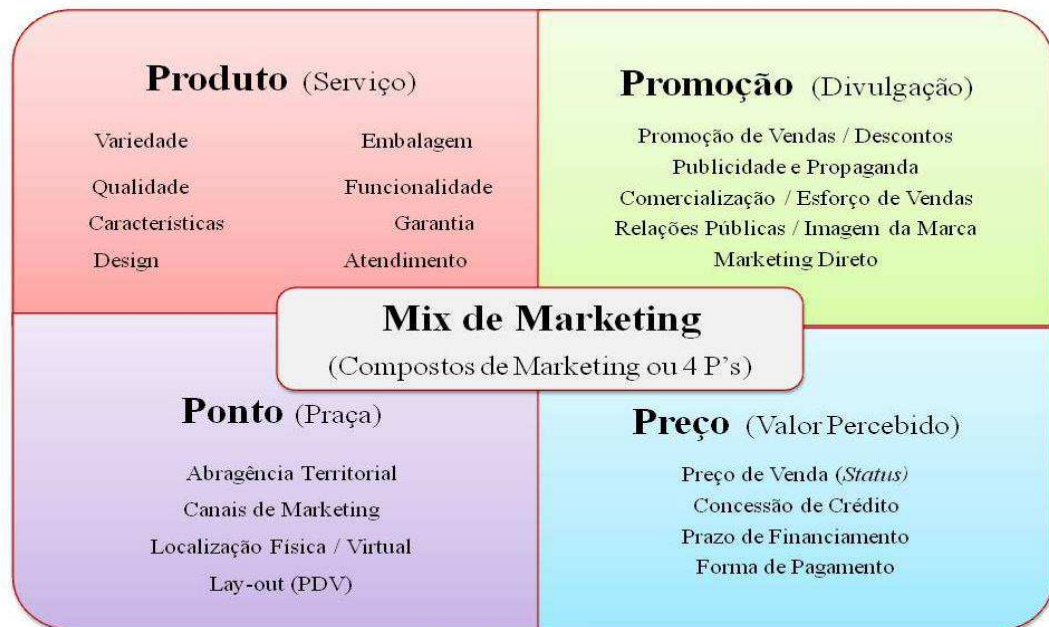 Produto (Serviço)
Variedade Embalagem
Qualidade Funcionalidade
Características Garantia
Design Atendimento
Promoção (Divulgação)
Promoção de Vendas / Descontos
Publicidade e Propaganda
Comercialização / Esforço de Vendas
Relações Públicas / Imagem da Marca
Marketing Direto
Mix de Marketing
(Compostos de Marketing ou 4 P's)
Ponto (Praça)
Abragência Territorial
Canais de Marketing
Localização Física / Virtual
Lay-out (PDV)
Preço (Valor Percebido)
Preço de Venda (Status)
Concessão de Crédito
Prazo de Financiamento
Forma de Pagamento